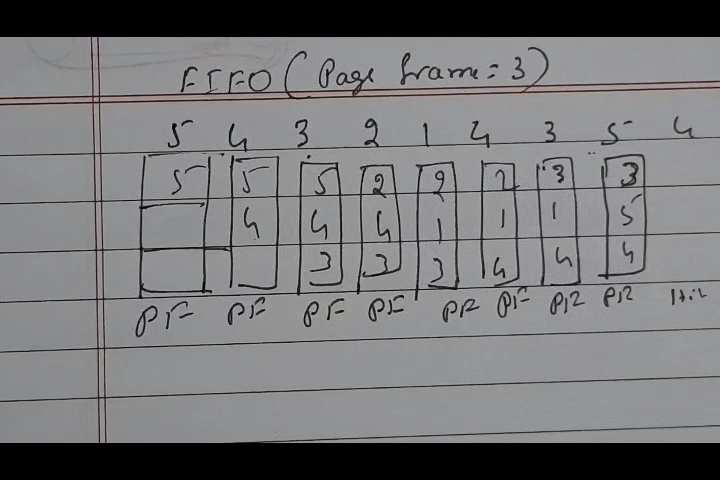 FIFO (Page frame = 3)
5 4 3 2 1 4 3 5 4
5 5 5 2 2 2 3 3
4 4 4 1 1 1 5
3 3 3 4 4 4
PF PF PF PF PF PF PF PF Hit